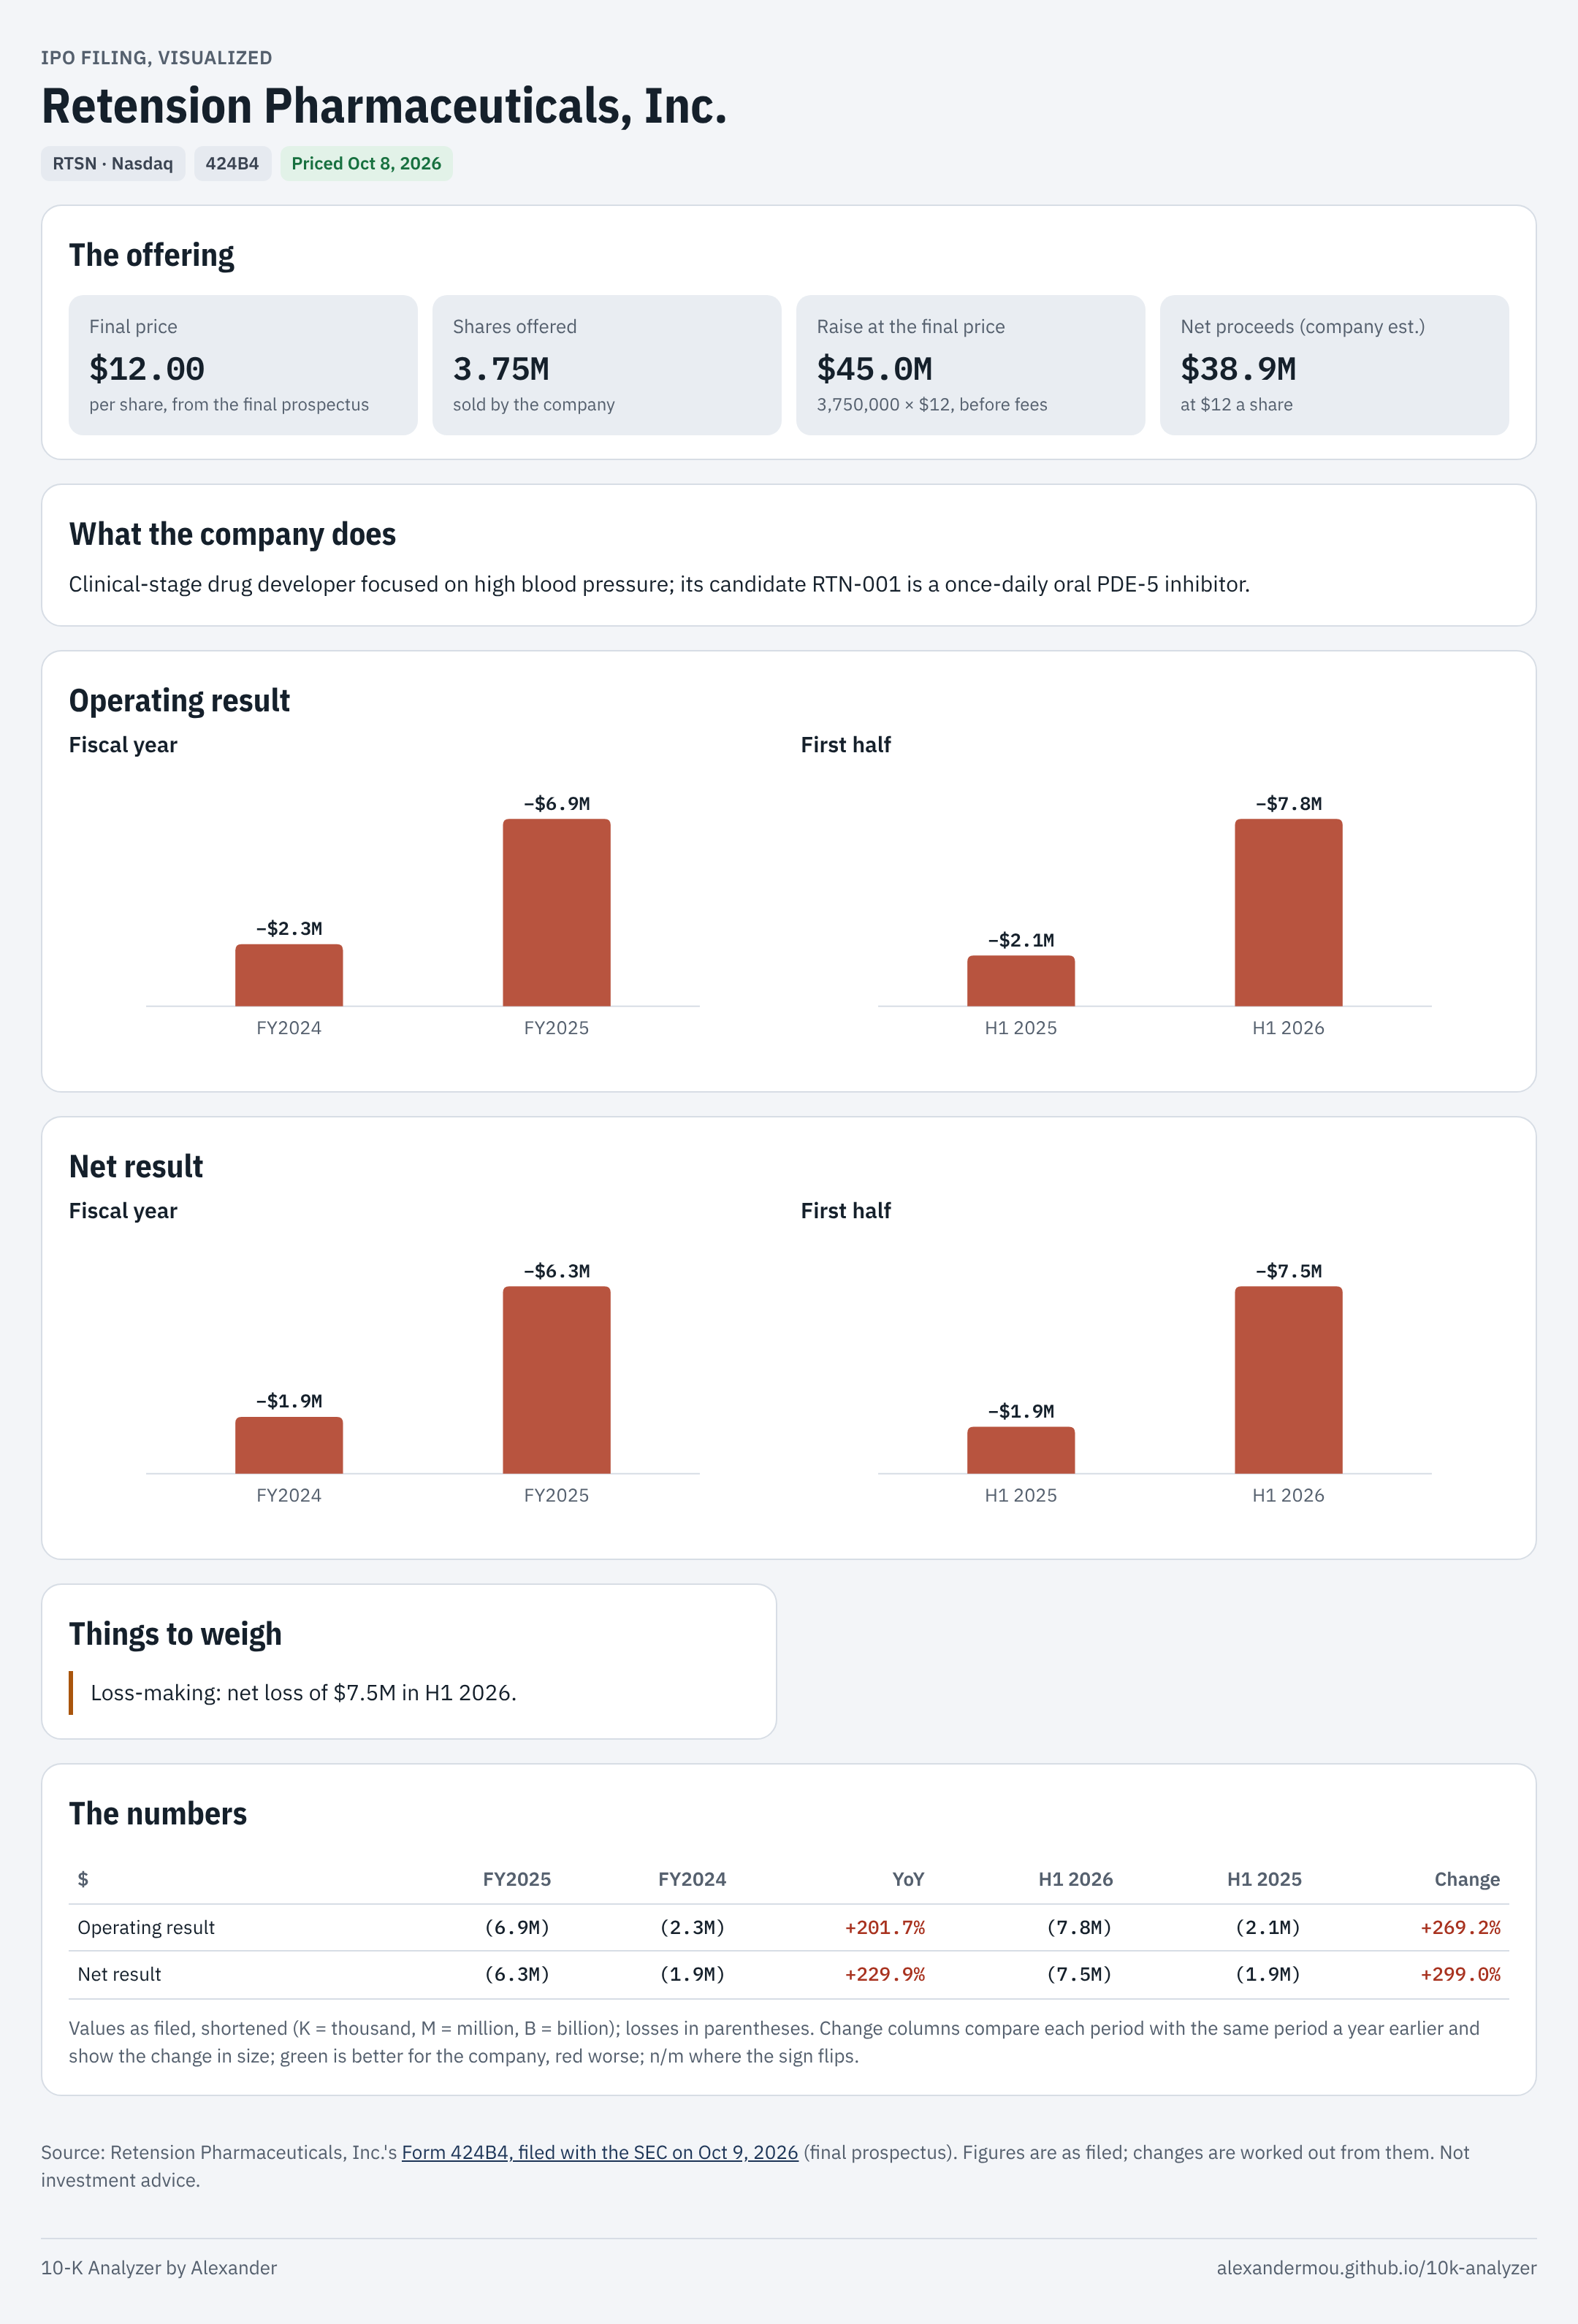 IPO FILING, VISUALIZED
Retension Pharmaceuticals, Inc.
RTSN · Nasdaq
424B4
Priced Oct 8, 2026
The offering
Final price
$12.00
per share, from the final prospectus
Shares offered
3.75M
sold by the company
Raise at the final price
$45.0M
3,750,000 × $12, before fees
Net proceeds (company est.)
$38.9M
at $12 a share
What the company does
Clinical-stage drug developer focused on high blood pressure; its candidate RTN-001 is a once-daily oral PDE-5 inhibitor.
Operating result
Fiscal year
−$2.3M
−$6.9M
FY2024
FY2025
First half
−$2.1M
−$7.8M
H1 2025
H1 2026
Net result
Fiscal year
−$1.9M
−$6.3M
FY2024
FY2025
First half
−$1.9M
−$7.5M
H1 2025
H1 2026
Things to weigh
Loss-making: net loss of $7.5M in H1 2026.
The numbers
$ FY2025 FY2024 YoY H1 2026 H1 2025 Change
Operating result (6.9M) (2.3M) +201.7% (7.8M) (2.1M) +269.2%
Net result (6.3M) (1.9M) +229.9% (7.5M) (1.9M) +299.0%
Values as filed, shortened (K = thousand, M = million, B = billion); losses in parentheses. Change columns compare each period with the same period a year earlier and
show the change in size; green is better for the company, red worse; n/m where the sign flips.
Source: Retension Pharmaceuticals, Inc.'s Form 424B4, filed with the SEC on Oct 9, 2026 (final prospectus). Figures are as filed; changes are worked out from them. Not
investment advice.
10-K Analyzer by Alexander
alexandermou.github.io/10k-analyzer